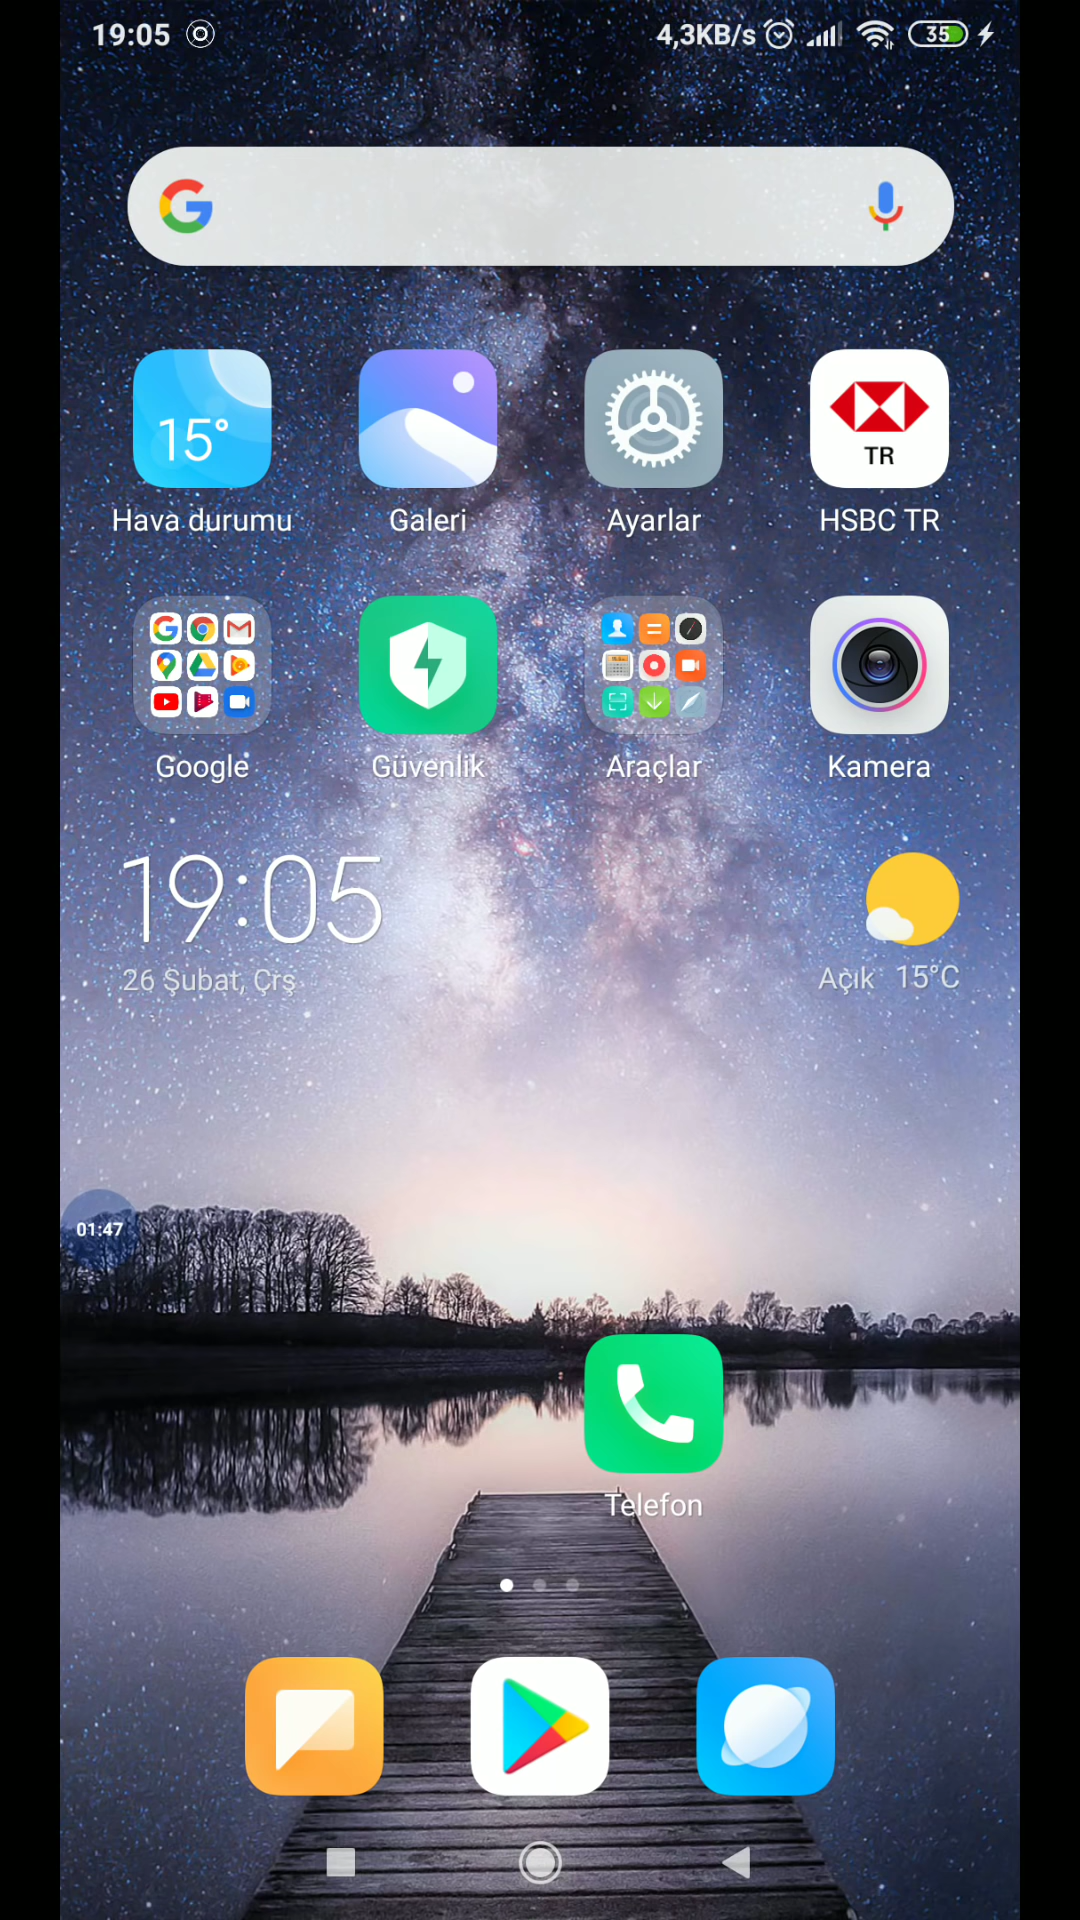 19:05 4,3KB/s 35
15°
TR
Hava durumu Galeri Ayarlar HSBC TR
Google Güvenlik Araçlar Kamera
19:05
26 Şubat, Çrş
Açık 15°C
01:47
Telefon